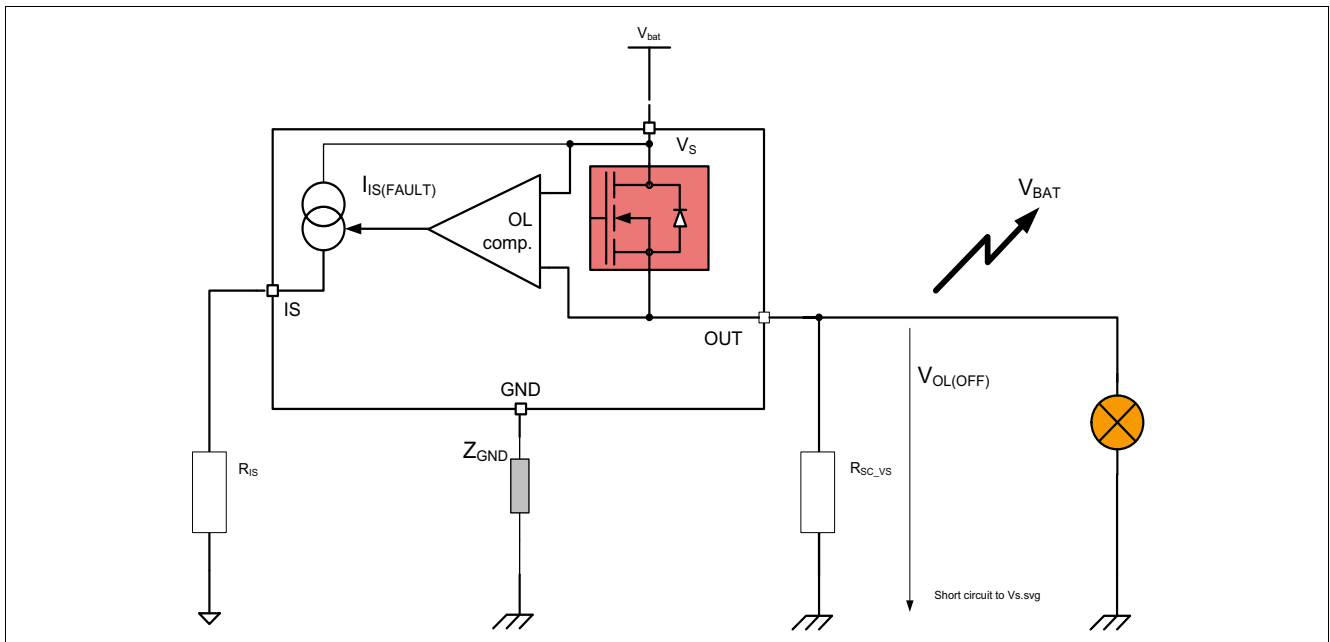 Vbat
VS
IIS(FAULT)
OL
comp.
VBAT
IS
OUT
VOL(OFF)
GND
ZGND
RIS
RSC_VS
Short circuit to Vs.svg